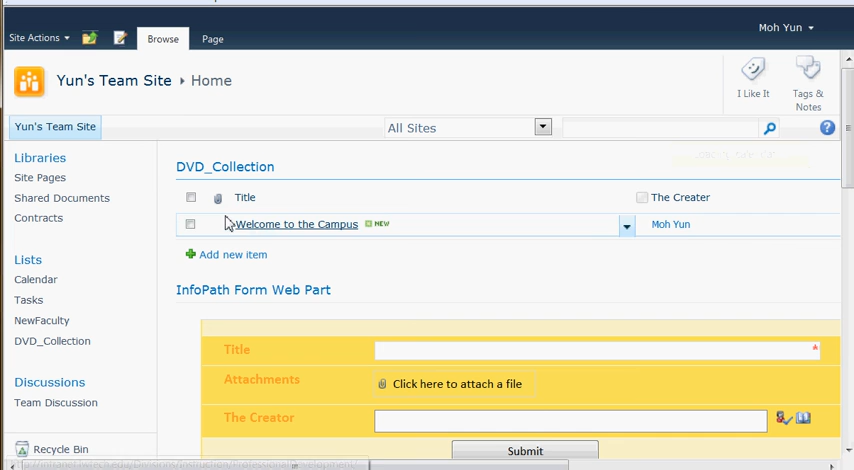 Moh Yun
Site Actions
Browse
Page
Yun's Team Site
Home
I Like It
Tags &
Notes
Yun's Team Site
All Sites
Libraries
Site Pages
Shared Documents
Contracts
Lists
Calendar
Tasks
NewFaculty
DVD_Collection
Discussions
Team Discussion
Recycle Bin
DVD_Collection
Title
The Creator
Welcome to the Campus
NEW
Moh Yun
Add new item
InfoPath Form Web Part
Title
*
Attachments
Click here to attach a file
The Creator
Submit